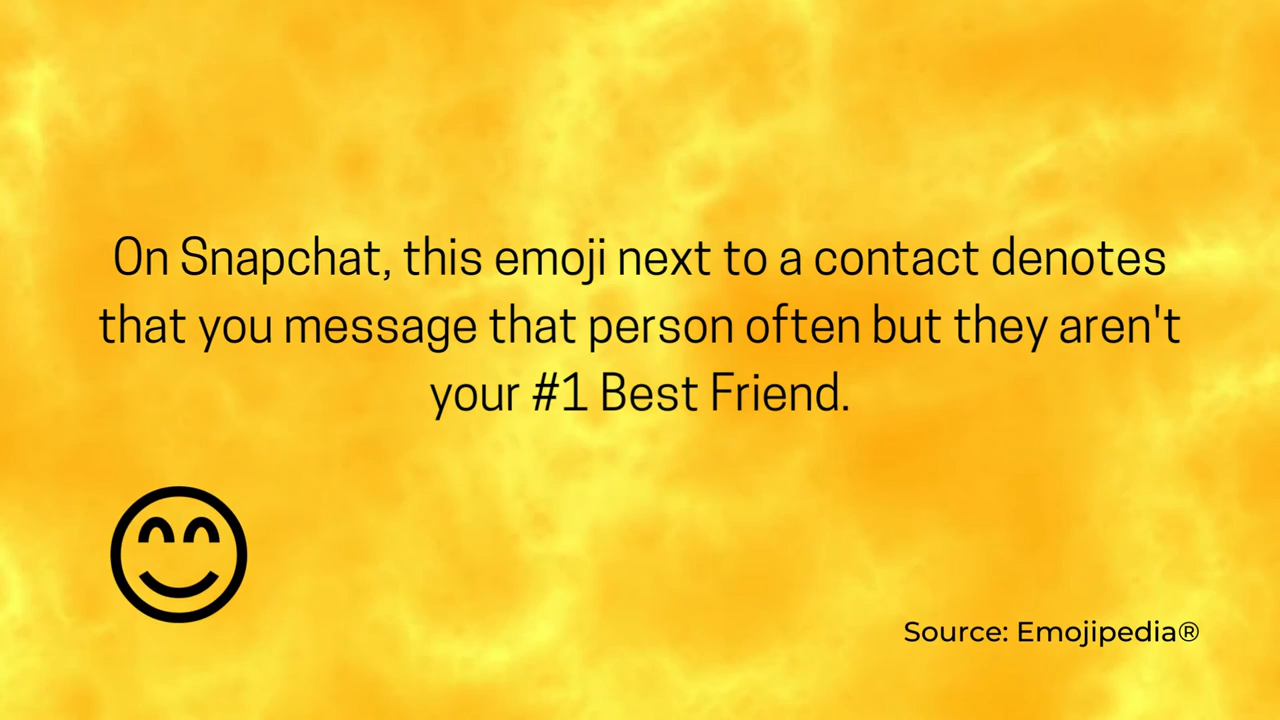 On Snapchat, this emoji next to a contact denotes
that you message that person often but they aren't
your #1 Best Friend.
Source: Emojipedia®